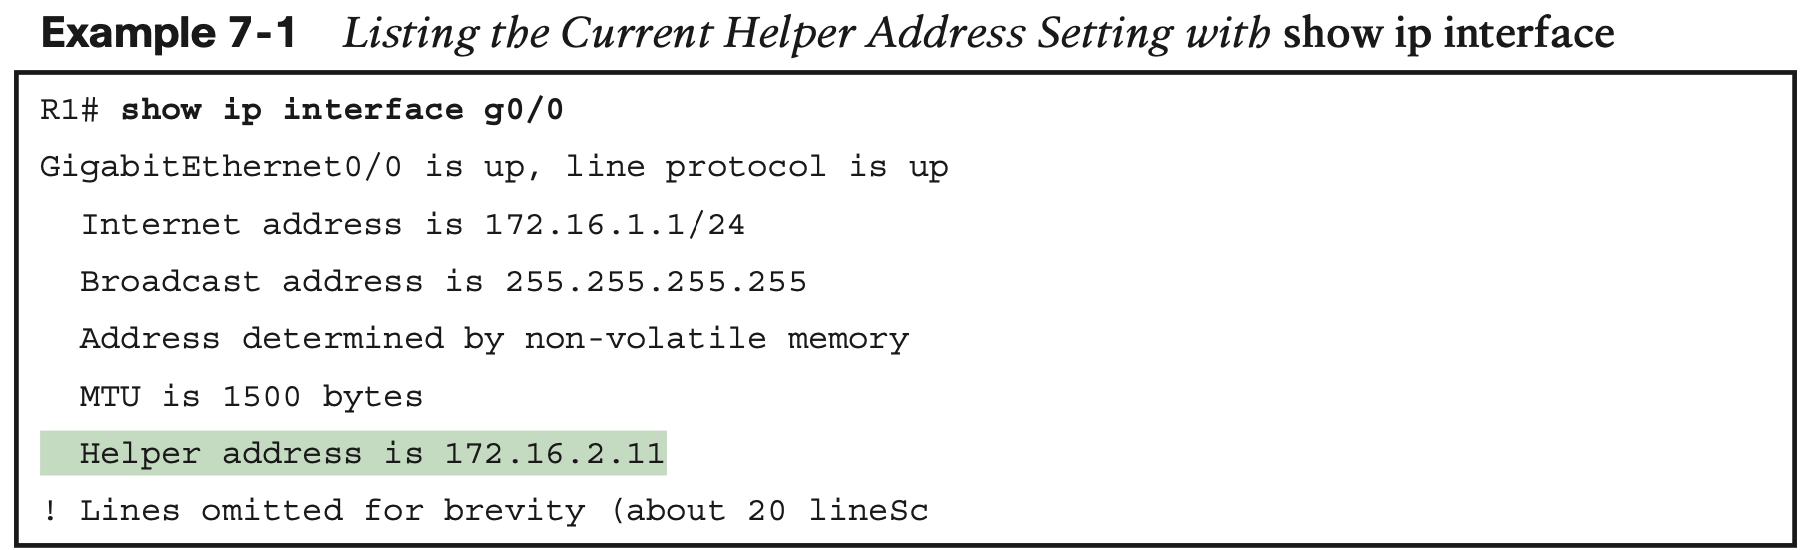 Example 7-1 Listing the Current Helper Address Setting with show ip interface
R1# show ip interface g0/0
GigabitEthernet0/0 is up, line protocol is up
  Internet address is 172.16.1.1/24
  Broadcast address is 255.255.255.255
  Address determined by non-volatile memory
  MTU is 1500 bytes
  Helper address is 172.16.2.11
! Lines omitted for brevity (about 20 lineSc